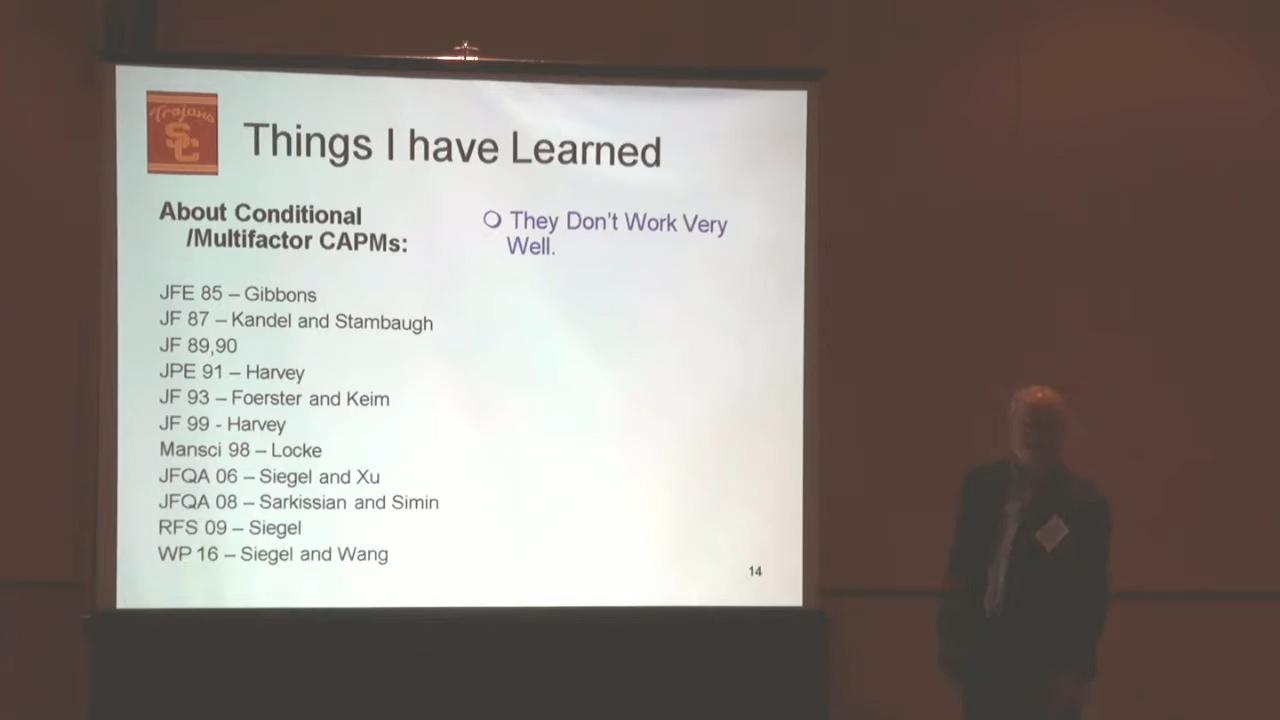 Trojans
SC
Things I have Learned
About Conditional
/Multifactor CAPMs:
JFE 85 – Gibbons
JF 87 – Kandel and Stambaugh
JF 89,90
JPE 91 – Harvey
JF 93 – Foerster and Keim
JF 99 - Harvey
Mansci 98 – Locke
JFQA 06 – Siegel and Xu
JFQA 08 – Sarkissian and Simin
RFS 09 – Siegel
WP 16 – Siegel and Wang
They Don't Work Very
Well.
14